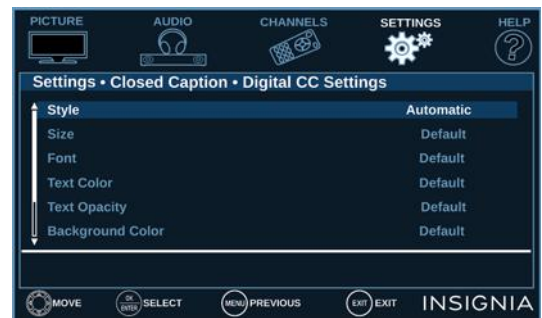 PICTURE AUDIO CHANNELS SETTINGS HELP
Settings • Closed Caption • Digital CC Settings
Style Automatic
Size Default
Font Default
Text Color Default
Text Opacity Default
Background Color Default
MOVE OK ENTER SELECT MENU PREVIOUS EXIT EXIT INSIGNIA